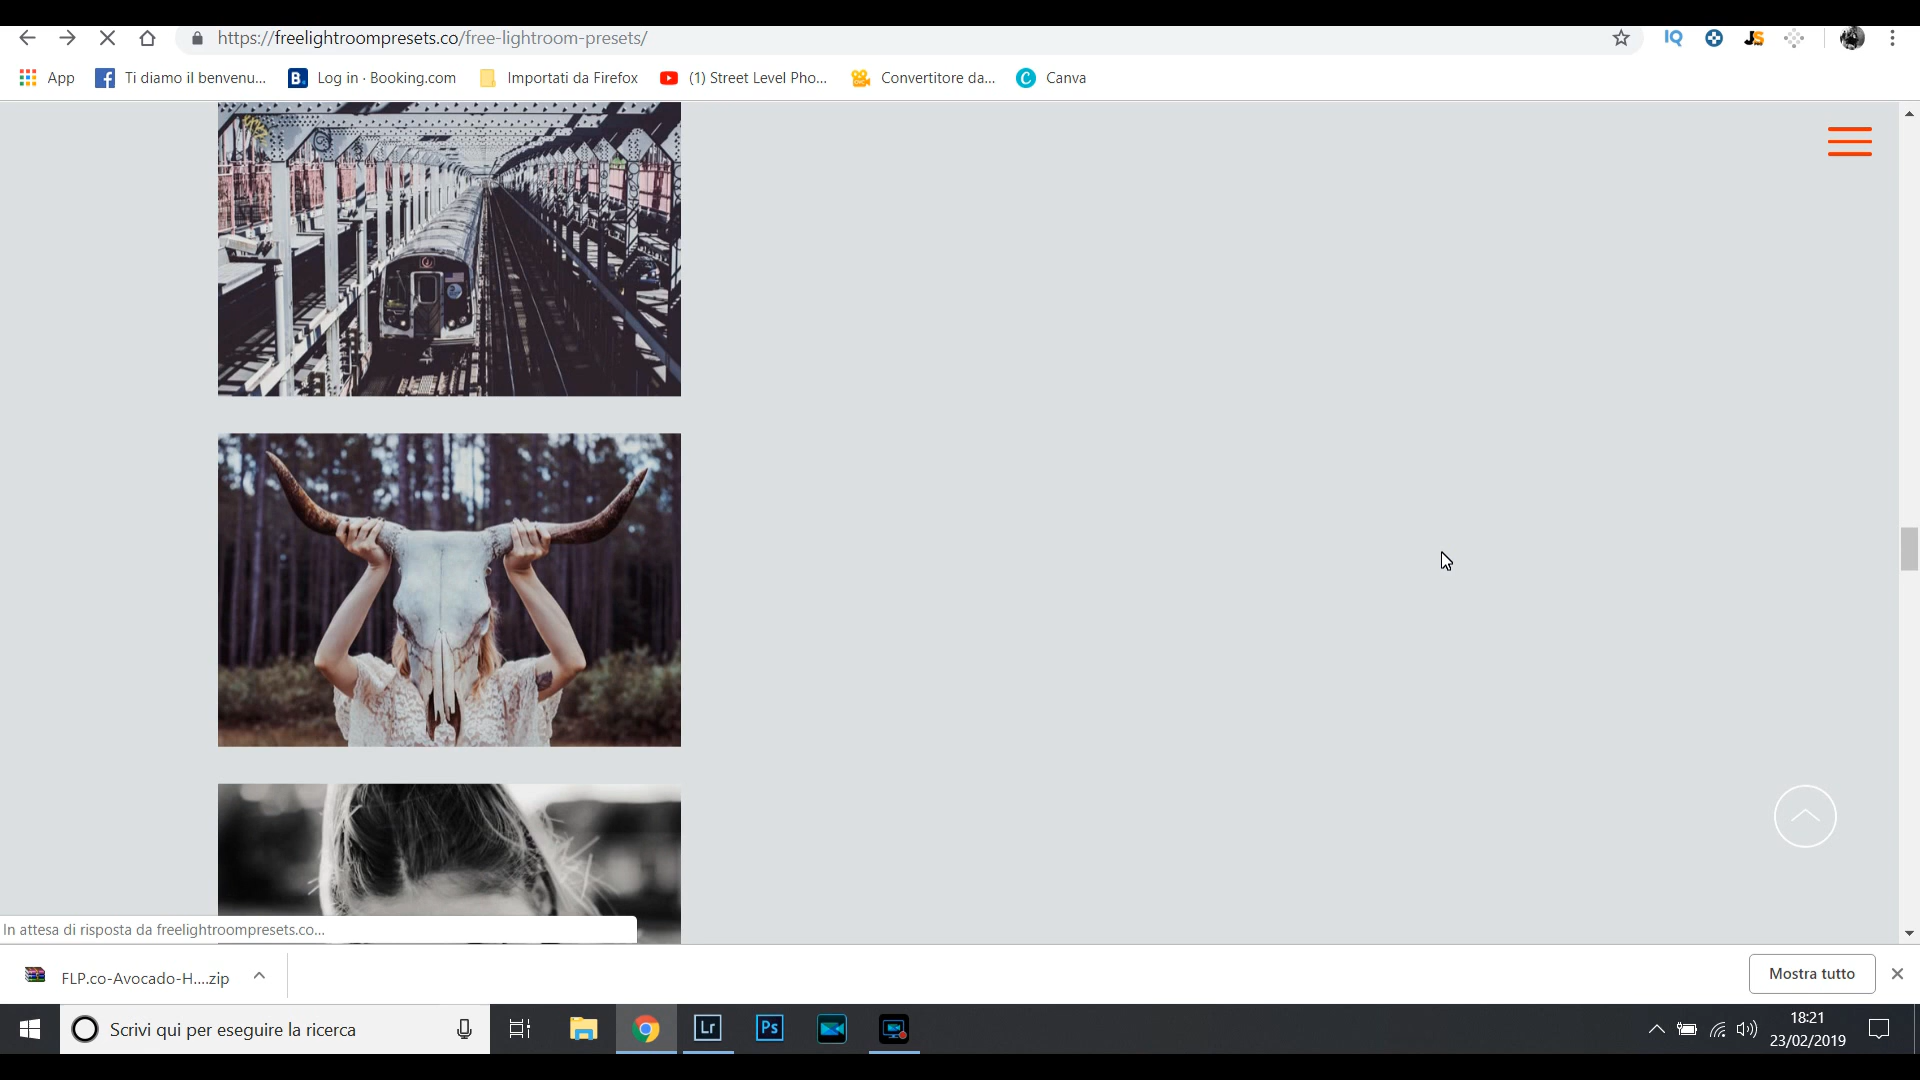 https://freelightroompresets.co/free-lightroom-presets/
IQ
JS
App
Ti diamo il benvenu...
B. Log in · Booking.com
Importati da Firefox
(1) Street Level Pho...
Convertitore da...
C Canva
In attesa di risposta da freelightroompresets.co...
FLP.co-Avocado-H....zip
Mostra tutto
Scrivi qui per eseguire la ricerca
Lr
Ps
18:21
23/02/2019